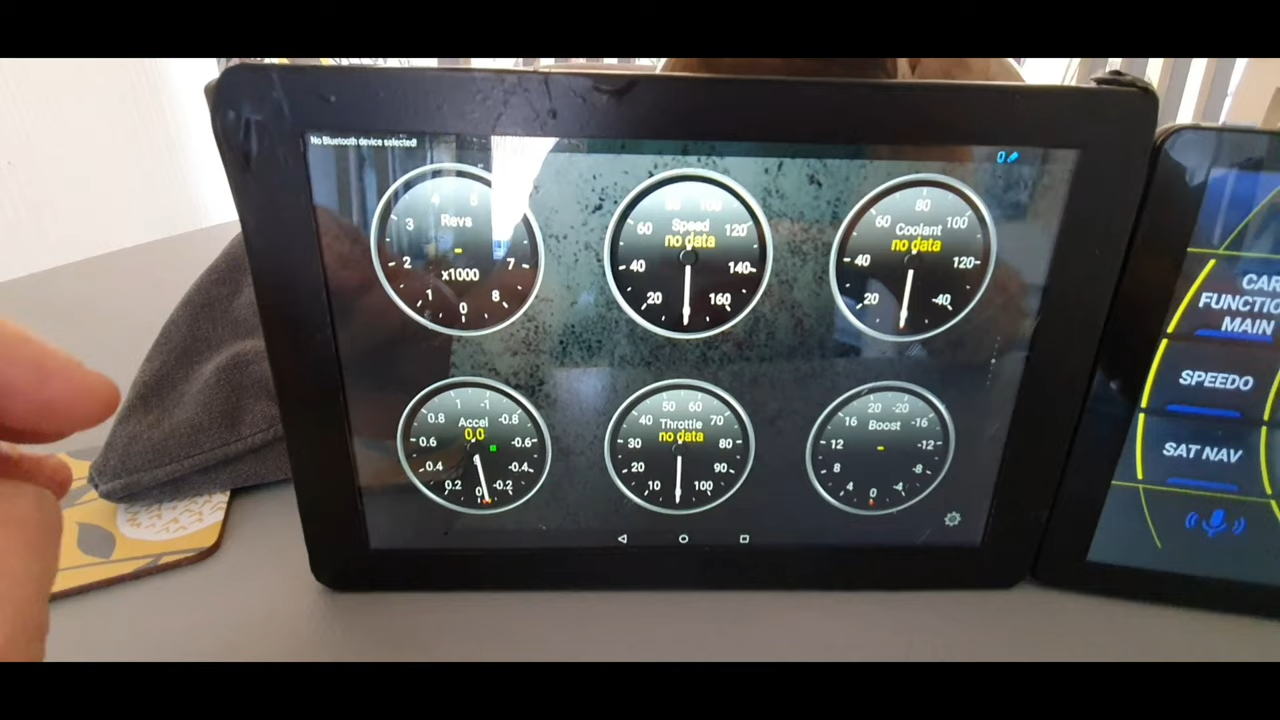 No Bluetooth device selected!
0
4
3
2
1
0
8
7
Revs
-
x1000
60
40
20
120
140
160
Speed
no data
80
60
100
40
120
20
-40
Coolant
no data
1 -1
0.8 -0.8
0.6 -0.6
0.4 -0.4
0.2 0 -0.2
Accel
0.0
50 60
40 70
30 80
20 90
10 100
Throttle
no data
20 -20
16 -16
12 -12
8 -8
4 0 -4
Boost
-
CAR
FUNCTIO
MAIN
SPEEDO
SAT NAV